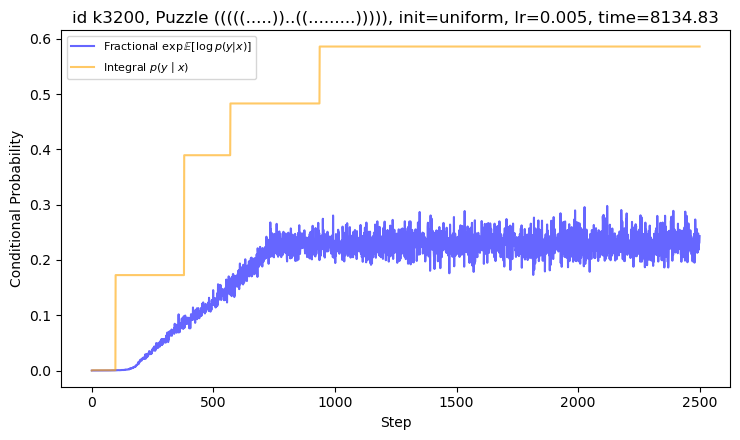 id k3200, Puzzle (((((.....))..((.........))))), init=uniform, lr=0.005, time=8134.83
Fractional exp𝔼[log p(y|x)]
Integral p(y | x)
Conditional Probability
0.6
0.5
0.4
0.3
0.2
0.1
0.0
0 500 1000 1500 2000 2500
Step